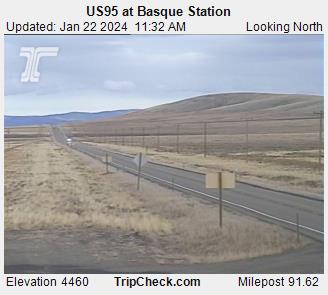 US95 at Basque Station
Updated: Jan 22 2024 11:32 AM Looking North
Elevation 4460 TripCheck.com Milepost 91.62